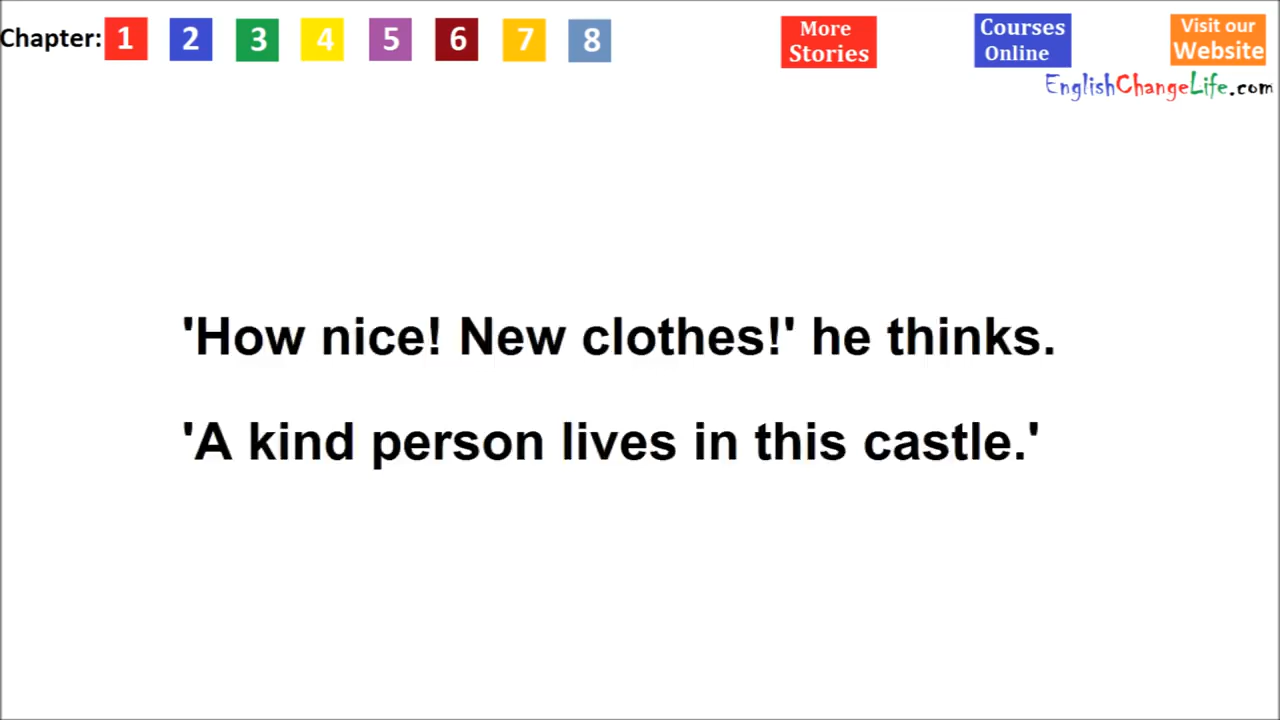 Chapter: 1 2 3 4 5 6 7 8
More
Stories
Courses
Online
Visit our
Website
EnglishChangeLife.com
'How nice! New clothes!' he thinks.
'A kind person lives in this castle.'